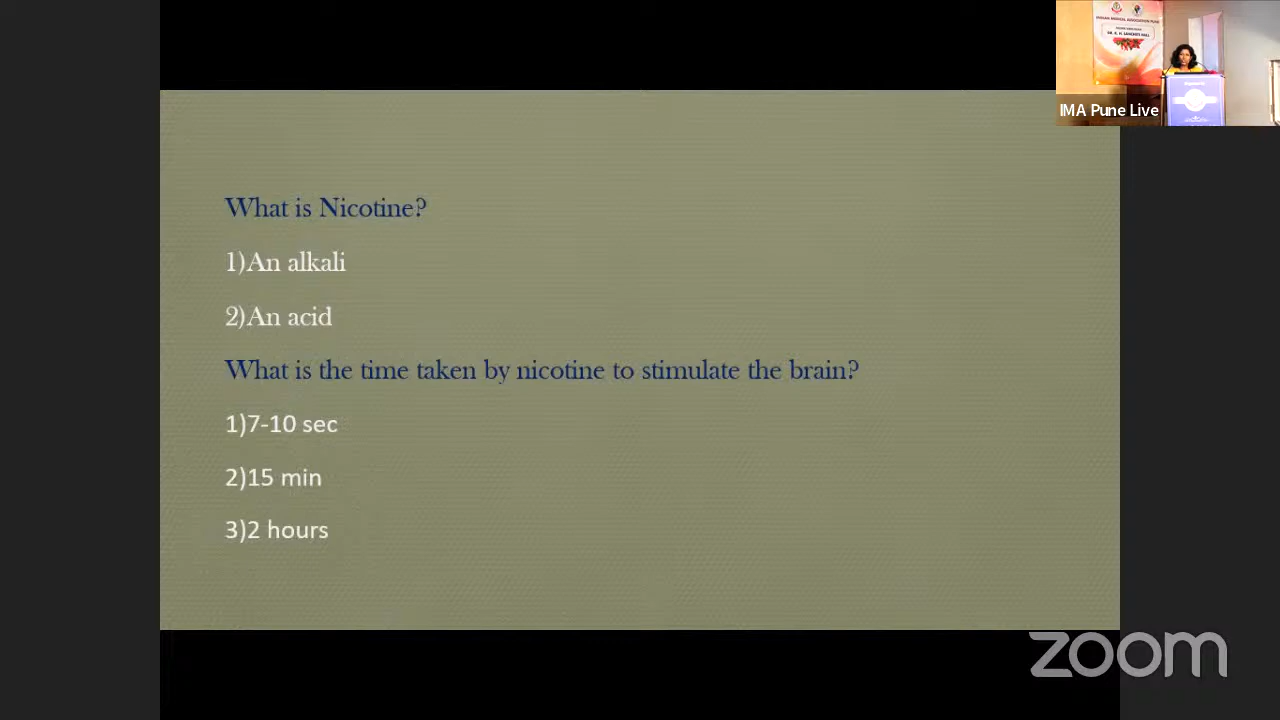 What is Nicotine?
1)An alkali
2)An acid
What is the time taken by nicotine to stimulate the brain?
1)7-10 sec
2)15 min
3)2 hours
IMA Pune Live
zoom